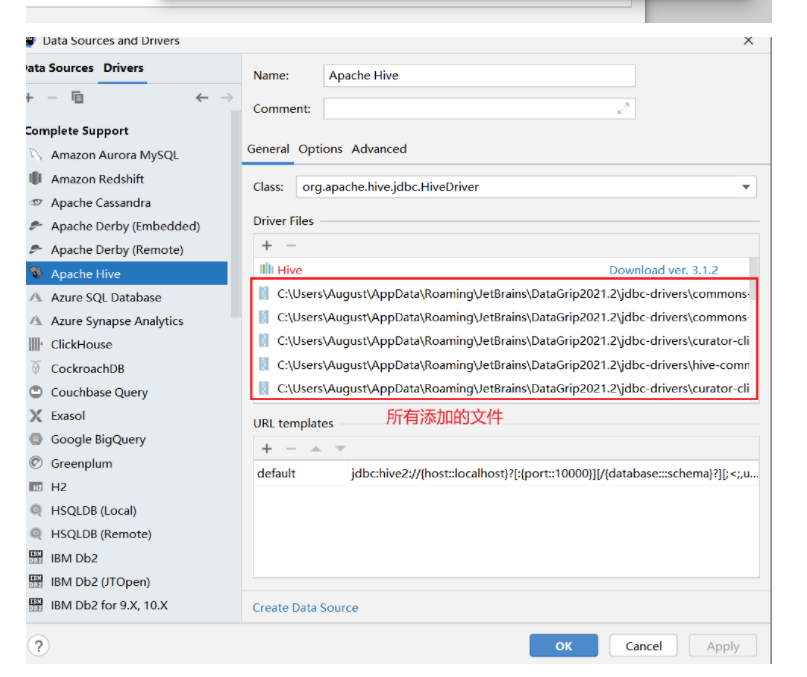 Data Sources and Drivers
Data Sources Drivers
Complete Support
Amazon Aurora MySQL
Amazon Redshift
Apache Cassandra
Apache Derby (Embedded)
Apache Derby (Remote)
Apache Hive
Azure SQL Database
Azure Synapse Analytics
ClickHouse
CockroachDB
Couchbase Query
Exasol
Google BigQuery
Greenplum
H2
HSQLDB (Local)
HSQLDB (Remote)
IBM Db2
IBM Db2 (JTOpen)
IBM Db2 for 9.X, 10.X
Name: Apache Hive
Comment:
General Options Advanced
Class: org.apache.hive.jdbc.HiveDriver
Driver Files
Hive Download ver. 3.1.2
C:\Users\August\AppData\Roaming\JetBrains\DataGrip2021.2\jdbc-drivers\commons-
C:\Users\August\AppData\Roaming\JetBrains\DataGrip2021.2\jdbc-drivers\commons-
C:\Users\August\AppData\Roaming\JetBrains\DataGrip2021.2\jdbc-drivers\curator-cli
C:\Users\August\AppData\Roaming\JetBrains\DataGrip2021.2\jdbc-drivers\hive-comm
C:\Users\August\AppData\Roaming\JetBrains\DataGrip2021.2\jdbc-drivers\curator-cli
所有添加的文件
URL templates
default jdbc:hive2://{host::localhost}?[:{port::10000}][/{database:::schema}?][;<;,u...
Create Data Source
? OK Cancel Apply